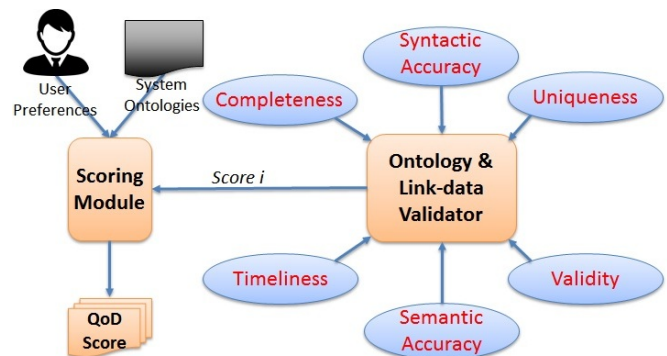 User
Preferences
System
Ontologies
Syntactic
Accuracy
Completeness
Uniqueness
Scoring
Module
Score i
Ontology &
Link-data
Validator
Timeliness
Validity
QoD
Score
Semantic
Accuracy